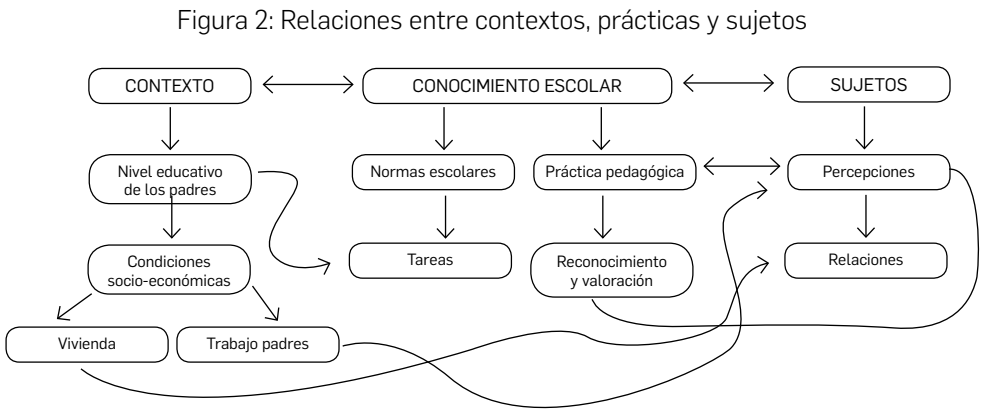 Figura 2: Relaciones entre contextos, prácticas y sujetos
CONTEXTO
CONOCIMIENTO ESCOLAR
SUJETOS
Nivel educativo
de los padres
Normas escolares
Práctica pedagógica
Percepciones
Condiciones
socio-económicas
Tareas
Reconocimiento
y valoración
Relaciones
Vivienda
Trabajo padres